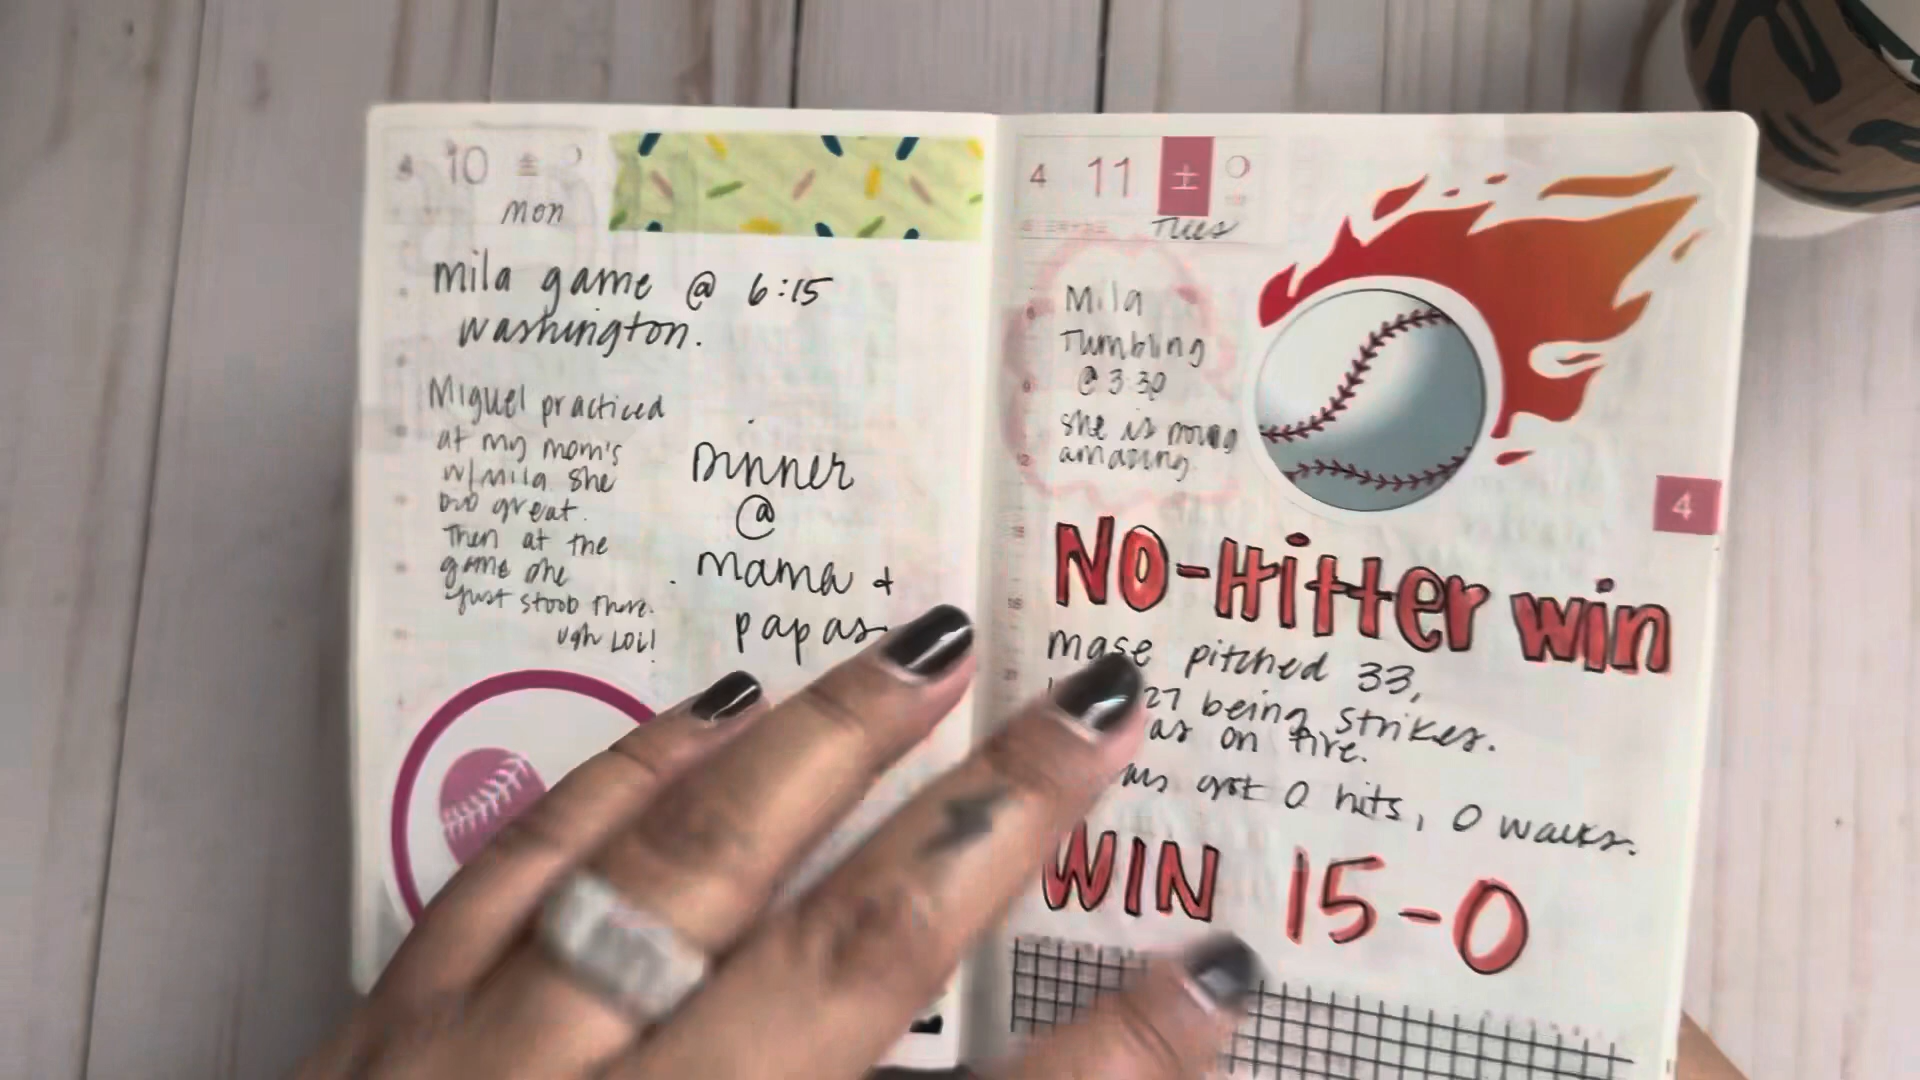 4 10 金
mon
mila game @ 6:15
washington.
Miguel practiced
at my mom's
w/mila she
did great.
Then at the
game she
just stood there.
ugh LOL!
Dinner
@
mama +
papas
4 11 土
Tues
Mila
Tumbling
@ 3:30
she is
amazing.
4
NO-Hitter win
mase pitched 33,
27 being strikes.
on fire.
got 0 hits, 0 walks.
WIN 15-0